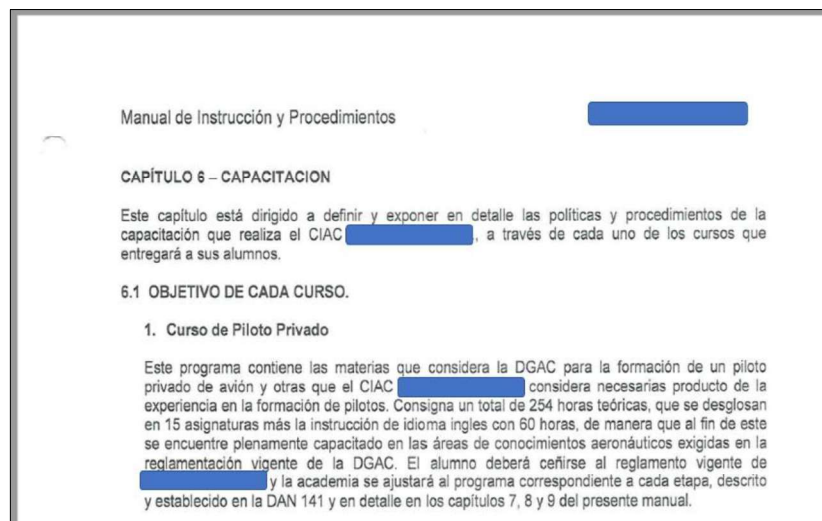 Manual de Instrucción y Procedimientos
CAPÍTULO 6 – CAPACITACION
Este capítulo está dirigido a definir y exponer en detalle las políticas y procedimientos de la
capacitación que realiza el CIAC , a través de cada uno de los cursos que
entregará a sus alumnos.
6.1 OBJETIVO DE CADA CURSO.
1. Curso de Piloto Privado
Este programa contiene las materias que considera la DGAC para la formación de un piloto
privado de avión y otras que el CIAC considera necesarias producto de la
experiencia en la formación de pilotos. Consigna un total de 254 horas teóricas, que se desglosan
en 15 asignaturas más la instrucción de idioma ingles con 60 horas, de manera que al fin de este
se encuentre plenamente capacitado en las áreas de conocimientos aeronáuticos exigidas en la
reglamentación vigente de la DGAC. El alumno deberá ceñirse al reglamento vigente de
y la academia se ajustará al programa correspondiente a cada etapa, descrito
y establecido en la DAN 141 y en detalle en los capítulos 7, 8 y 9 del presente manual.